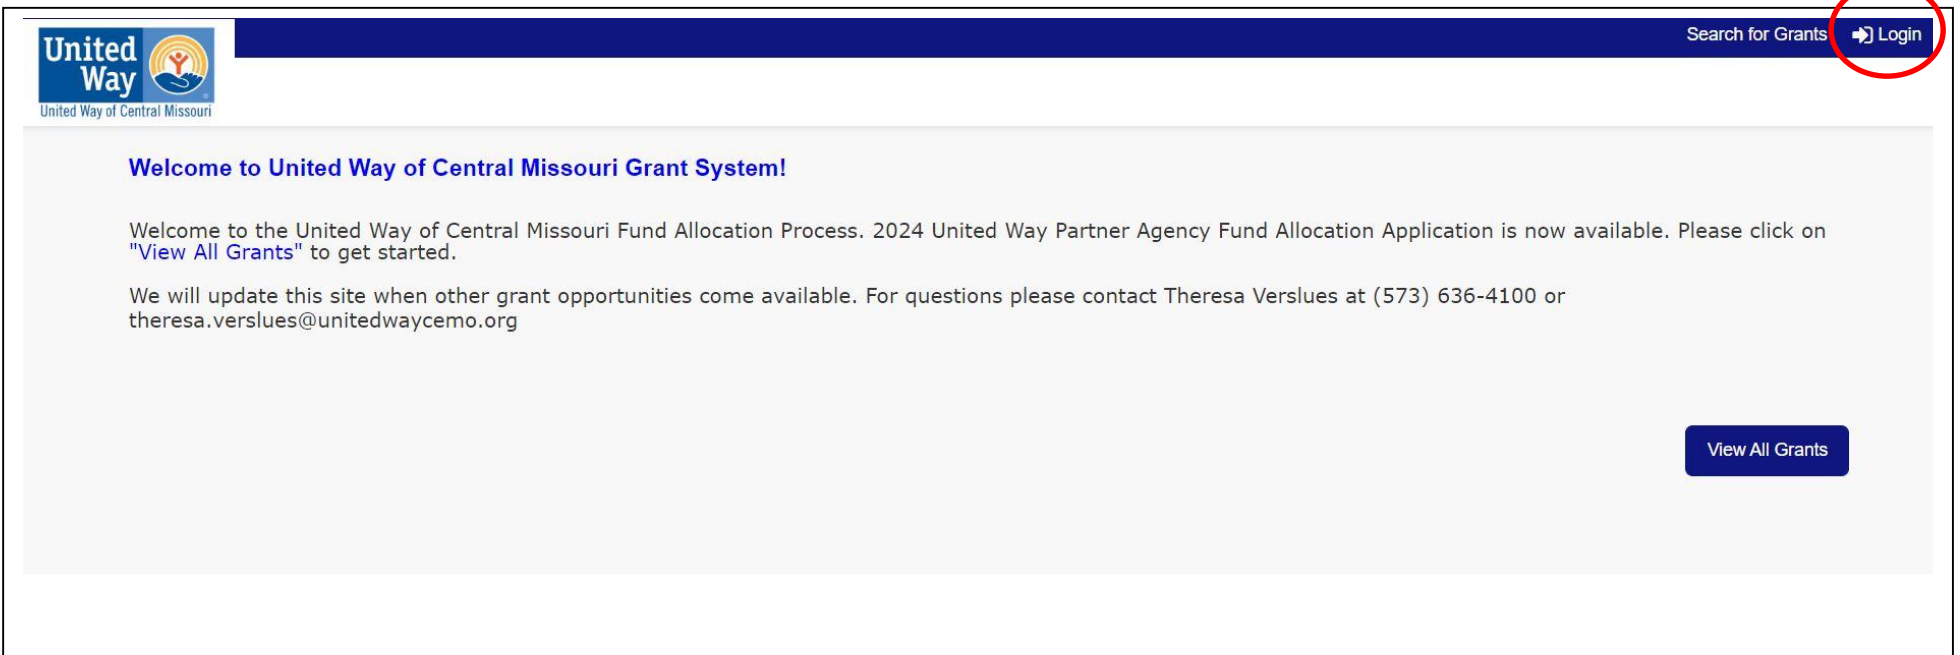 Search for Grants
Login
United
Way
United Way of Central Missouri
Welcome to United Way of Central Missouri Grant System!
Welcome to the United Way of Central Missouri Fund Allocation Process. 2024 United Way Partner Agency Fund Allocation Application is now available. Please click on
"View All Grants" to get started.
We will update this site when other grant opportunities come available. For questions please contact Theresa Verslues at (573) 636-4100 or
theresa.verslues@unitedwaycemo.org
View All Grants